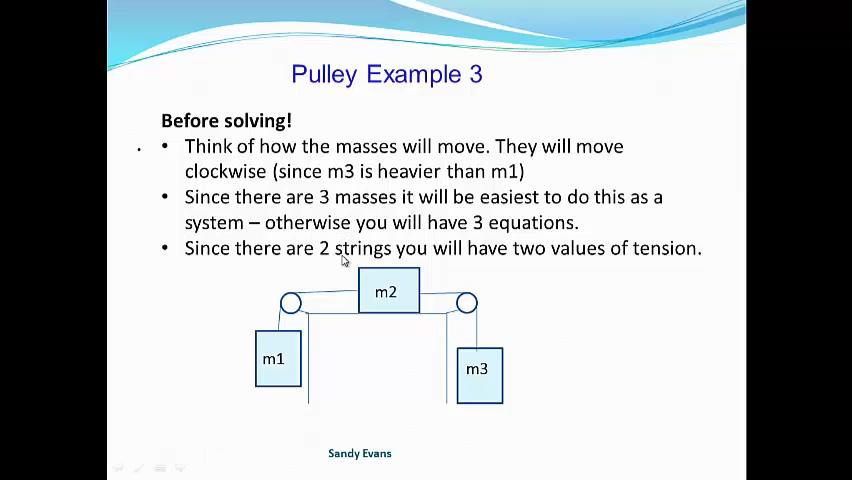 Pulley Example 3
Before solving!
• Think of how the masses will move. They will move
clockwise (since m3 is heavier than m1)
• Since there are 3 masses it will be easiest to do this as a
system – otherwise you will have 3 equations.
• Since there are 2 strings you will have two values of tension.
m2
m1
m3
Sandy Evans